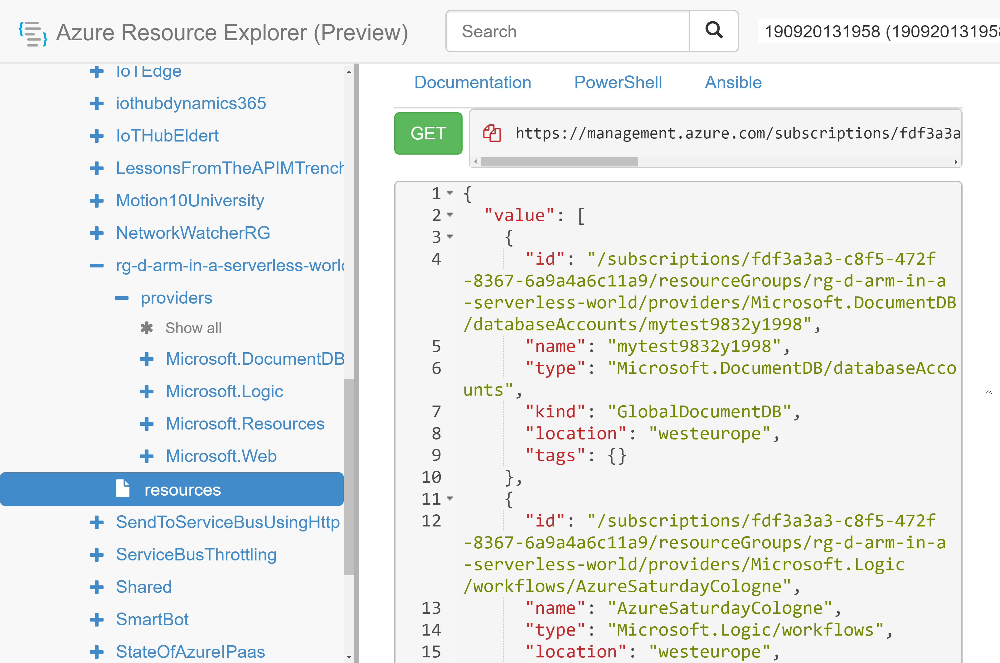 Azure Resource Explorer (Preview)
Search
190920131958 (190920131958
IoTEdge
iothubdynamics365
IoTHubEldert
LessonsFromTheAPIMTrench
Motion10University
NetworkWatcherRG
rg-d-arm-in-a-serverless-world
providers
Show all
Microsoft.DocumentDB
Microsoft.Logic
Microsoft.Resources
Microsoft.Web
resources
SendToServiceBusUsingHttp
ServiceBusThrottling
Shared
SmartBot
StateOfAzureIPaas
Documentation PowerShell Ansible
GET https://management.azure.com/subscriptions/fdf3a3a
1 {
2 "value": [
3 {
4 "id": "/subscriptions/fdf3a3a3-c8f5-472f
-8367-6a9a4a6c11a9/resourceGroups/rg-d-arm-in-a
-serverless-world/providers/Microsoft.DocumentDB
/databaseAccounts/mytest9832y1998",
5 "name": "mytest9832y1998",
6 "type": "Microsoft.DocumentDB/databaseAcco
unts",
7 "kind": "GlobalDocumentDB",
8 "location": "westeurope",
9 "tags": {}
10 },
11 {
12 "id": "/subscriptions/fdf3a3a3-c8f5-472f
-8367-6a9a4a6c11a9/resourceGroups/rg-d-arm-in-a
-serverless-world/providers/Microsoft.Logic
/workflows/AzureSaturdayCologne",
13 "name": "AzureSaturdayCologne",
14 "type": "Microsoft.Logic/workflows",
15 "location": "westeurope",